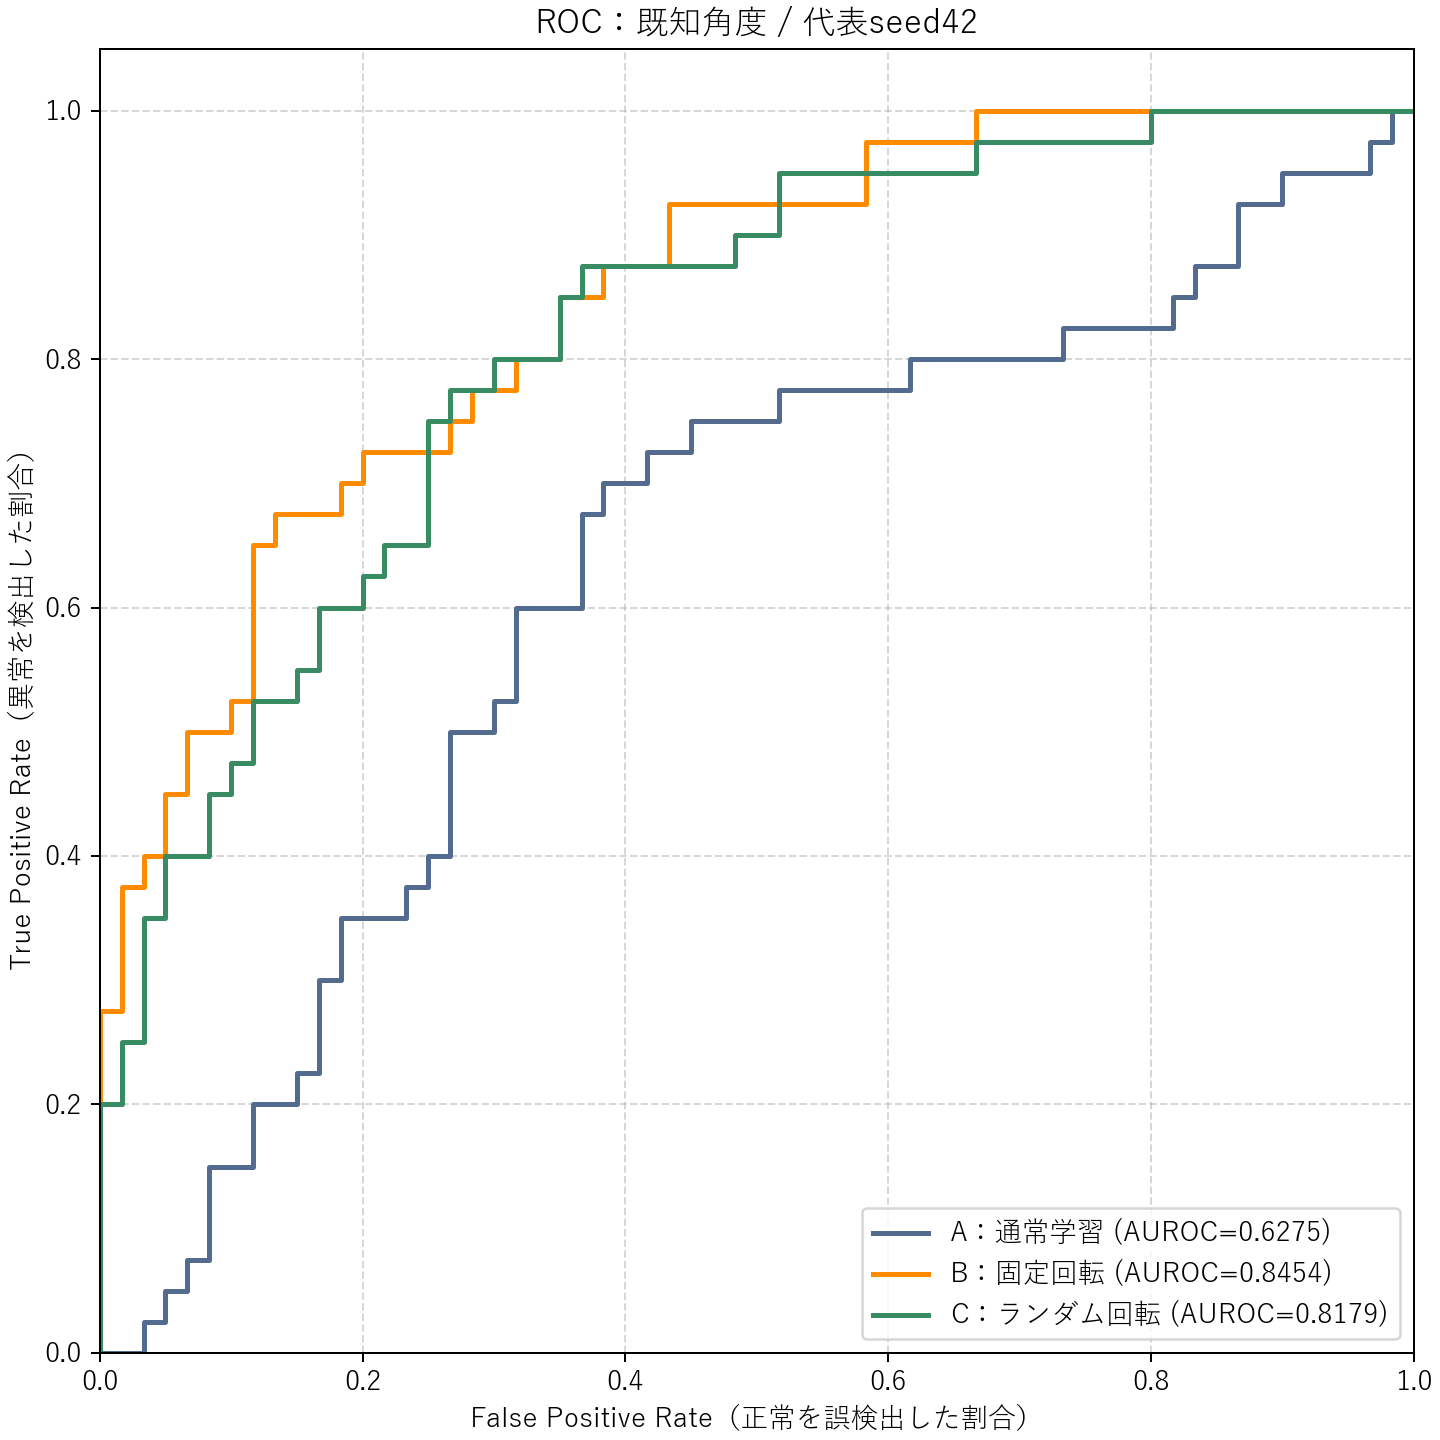 ROC：既知角度 / 代表seed42
True Positive Rate（異常を検出した割合）
1.0
0.8
0.6
0.4
0.2
0.0
0.0 0.2 0.4 0.6 0.8 1.0
False Positive Rate（正常を誤検出した割合）
A：通常学習 (AUROC=0.6275)
B：固定回転 (AUROC=0.8454)
C：ランダム回転 (AUROC=0.8179)